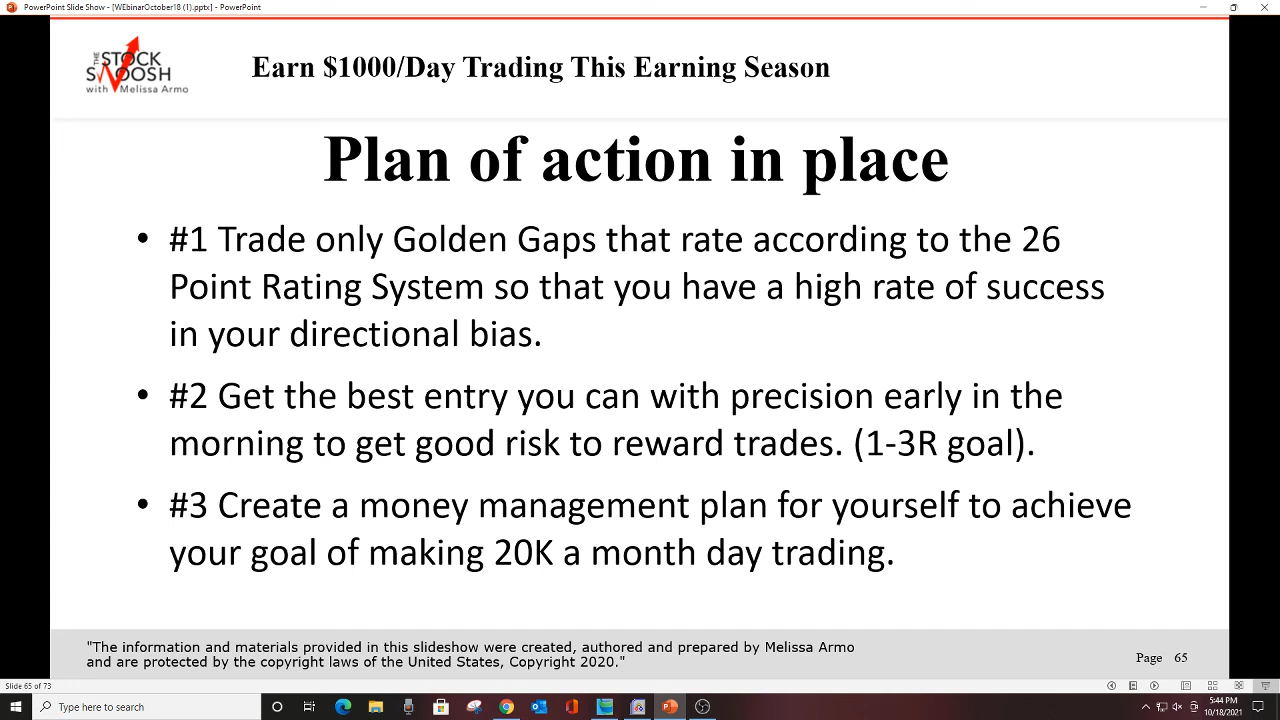 PowerPoint Slide Show - [WEbinarOctober18 (1).pptx] - PowerPoint
THE
STOCK
SWOOSH
with Melissa Armo
Earn $1000/Day Trading This Earning Season
Plan of action in place
• #1 Trade only Golden Gaps that rate according to the 26
Point Rating System so that you have a high rate of success
in your directional bias.
• #2 Get the best entry you can with precision early in the
morning to get good risk to reward trades. (1-3R goal).
• #3 Create a money management plan for yourself to achieve
your goal of making 20K a month day trading.
"The information and materials provided in this slideshow were created, authored and prepared by Melissa Armo
and are protected by the copyright laws of the United States, Copyright 2020."
Page 65
Slide 65 of 73
Type here to search
5:44 PM
10/18/2021